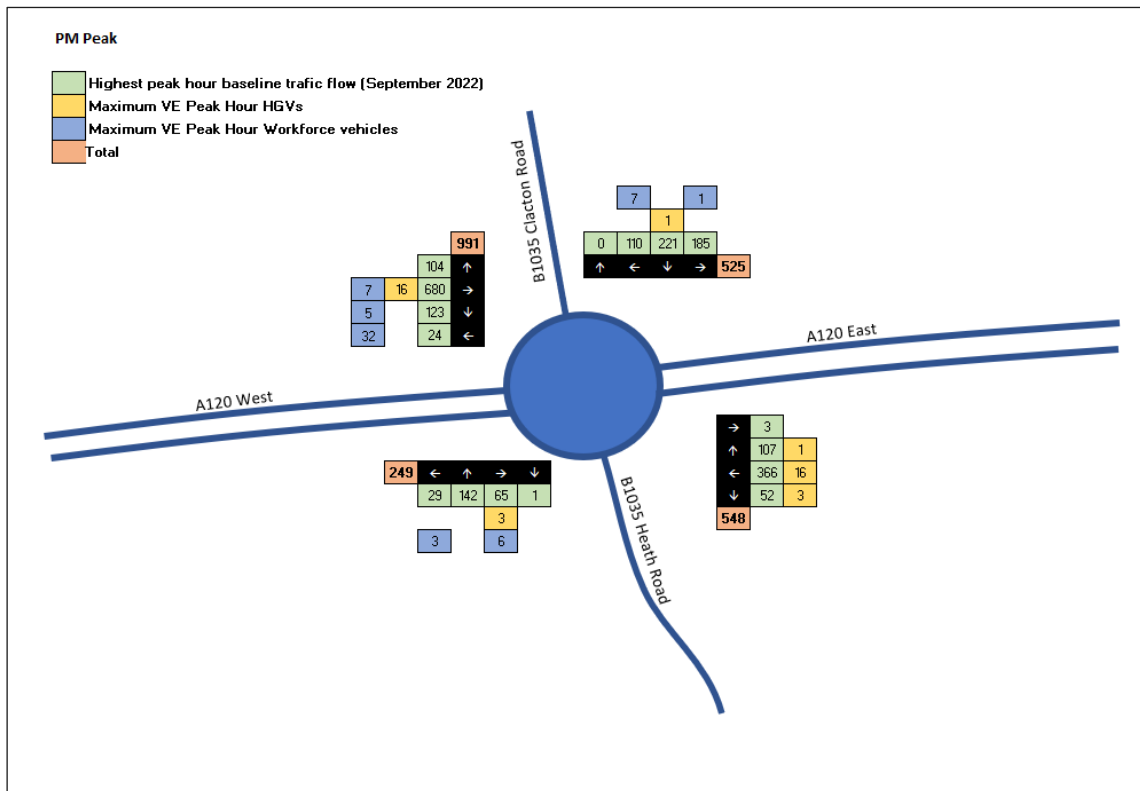 PM Peak
Highest peak hour baseline trafic flow (September 2022)
Maximum VE Peak Hour HGVs
Maximum VE Peak Hour Workforce vehicles
Total
B1035 Clacton Road
7 1
1
0 110 221 185
↑ ← ↓ → 525
991
104 ↑
7 16 680 →
5 123 ↓
32 24 ←
A120 East
A120 West
→ 3
↑ 107 1
← 366 16
↓ 52 3
548
249 ← ↑ → ↓
29 142 65 1
3
3 6
B1035 Heath Road